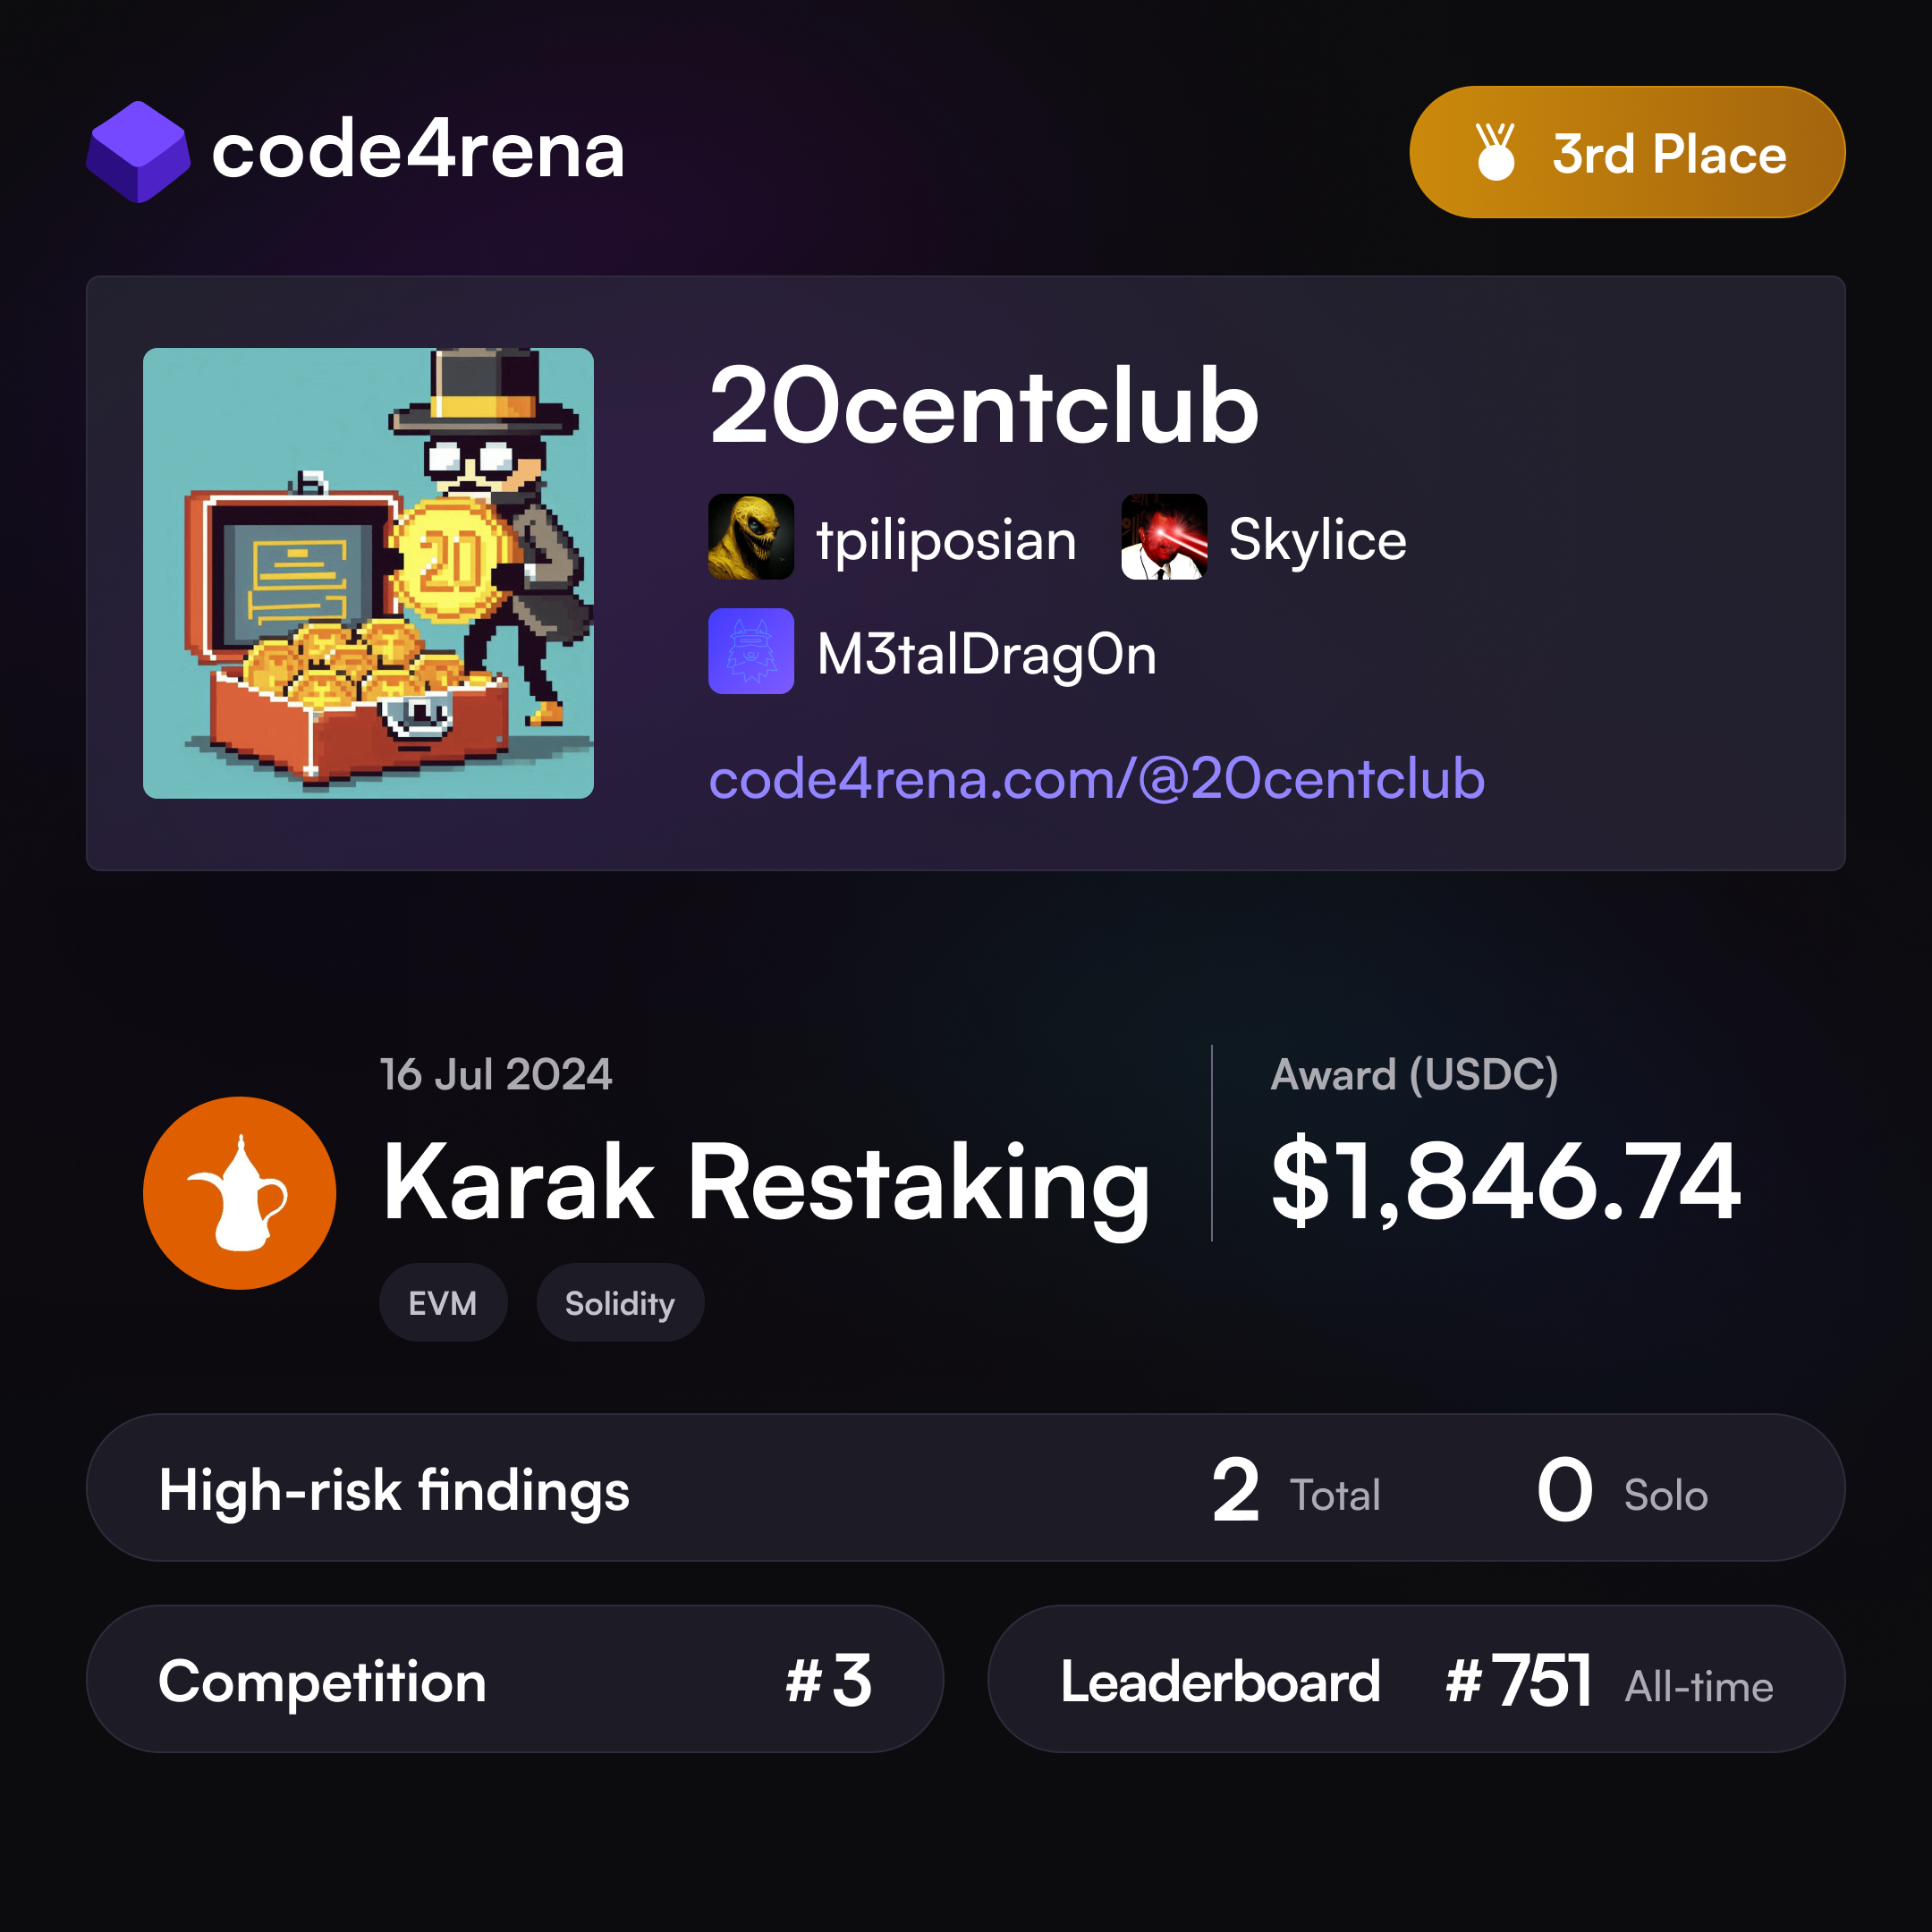 code4rena
3rd Place
20centclub
20
tpiliposian
Skylice
M3talDrag0n
code4rena.com/@20centclub
16 Jul 2024
Karak Restaking
EVM
Solidity
Award (USDC)
$1,846.74
High-risk findings
2 Total
0 Solo
Competition
#3
Leaderboard
#751 All-time